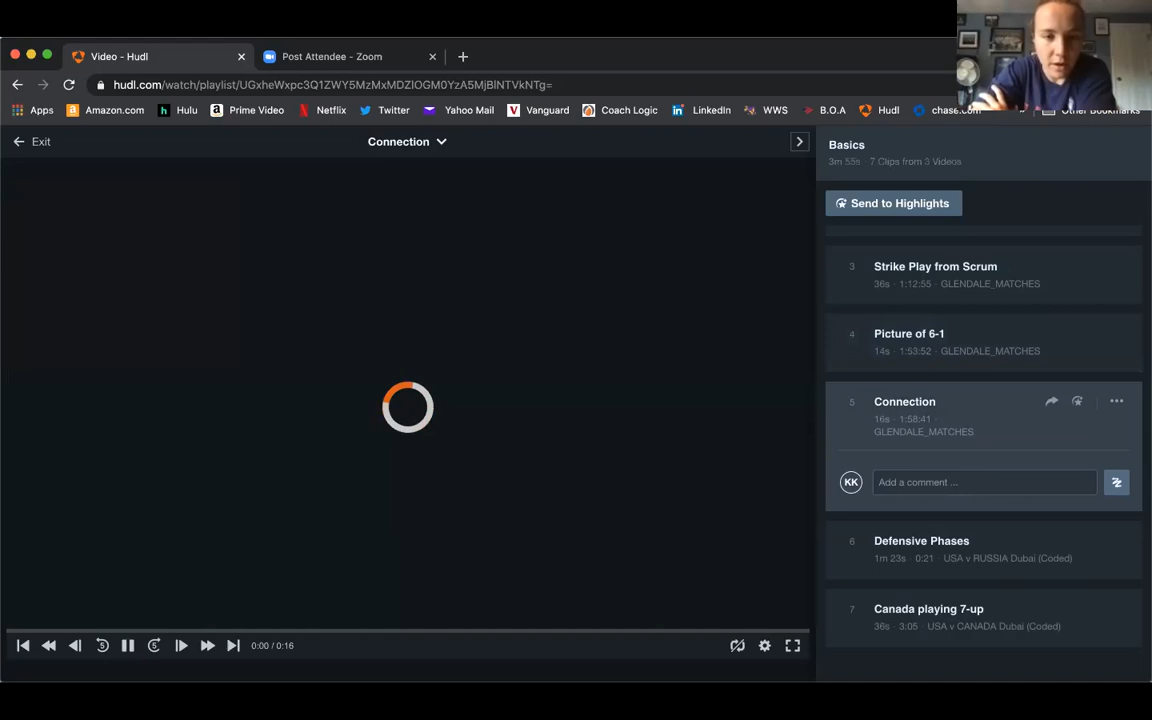 Video - Hudl
Post Attendee - Zoom
hudl.com/watch/playlist/UGxheWxpc3Q1ZWY5MzMxMDZlOGM0YzA5MjBlNTVkNTg=
Apps Amazon.com Hulu Prime Video Netflix Twitter Yahoo Mail Vanguard Coach Logic LinkedIn WWS B.O.A Hudl chase.com » Other Bookmarks
Exit
Connection
Basics
3m 55s · 7 Clips from 3 Videos
Send to Highlights
3 Strike Play from Scrum
36s · 1:12:55 · GLENDALE_MATCHES
4 Picture of 6-1
14s · 1:53:52 · GLENDALE_MATCHES
5 Connection
16s · 1:58:41 ·
GLENDALE_MATCHES
KK Add a comment ...
6 Defensive Phases
1m 23s · 0:21 · USA v RUSSIA Dubai (Coded)
7 Canada playing 7-up
36s · 3:05 · USA v CANADA Dubai (Coded)
5 5 0:00 / 0:16